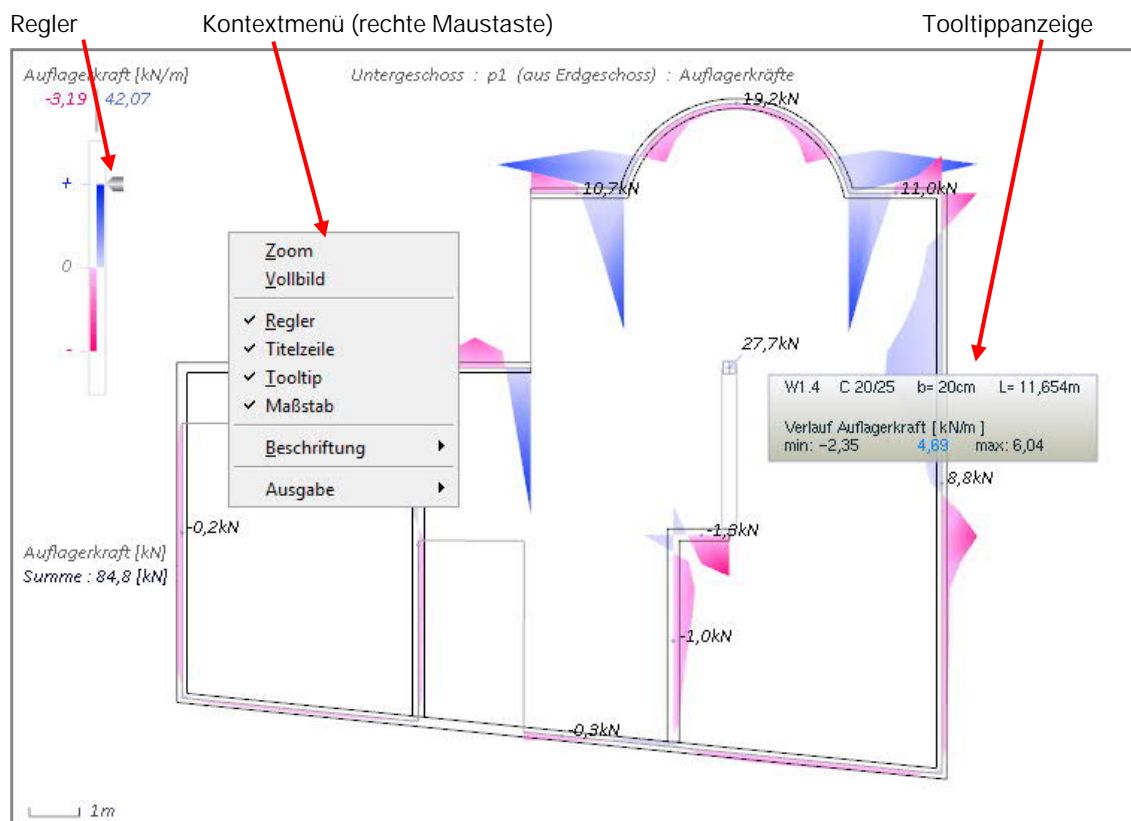 Regler
Kontextmenü (rechte Maustaste)
Tooltippanzeige
Auflagerkraft [kN/m]
-3,19 42,07
Untergeschoss : p1 (aus Erdgeschoss) : Auflagerkräfte
+
0
-
19,2kN
10,7kN
11,0kN
Zoom
Vollbild
Regler
Titelzeile
Tooltip
Maßstab
Beschriftung
Ausgabe
27,7kN
W1.4 C 20/25 b= 20cm L= 11,654m
Verlauf Auflagerkraft [ kN/m ]
min: -2,35 4,69 max: 6,04
8,8kN
-0,2kN
-1,3kN
Auflagerkraft [kN]
Summe : 84,8 [kN]
-1,0kN
-0,3kN
1m